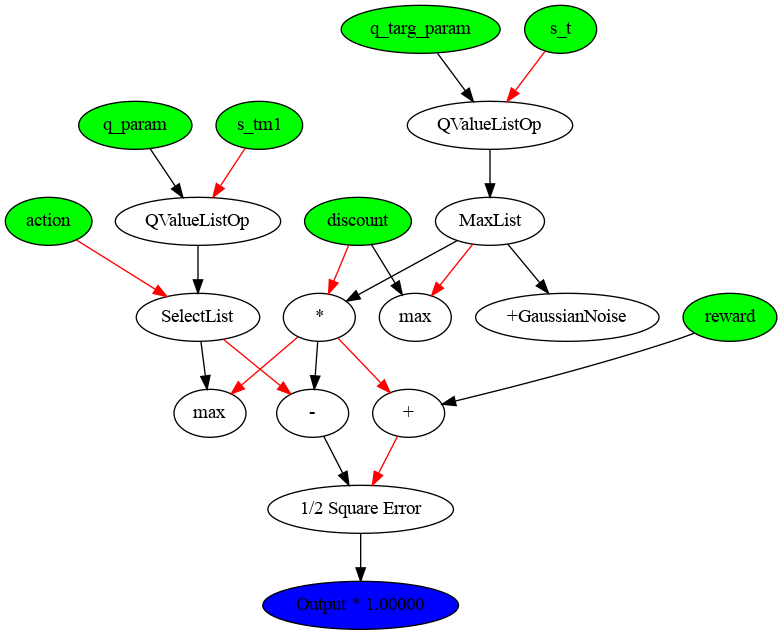 q_targ_param
s_t
q_param
s_tm1
QValueListOp
action
QValueListOp
discount
MaxList
SelectList
*
max
+GaussianNoise
reward
max
-
+
1/2 Square Error
Output * 1.00000